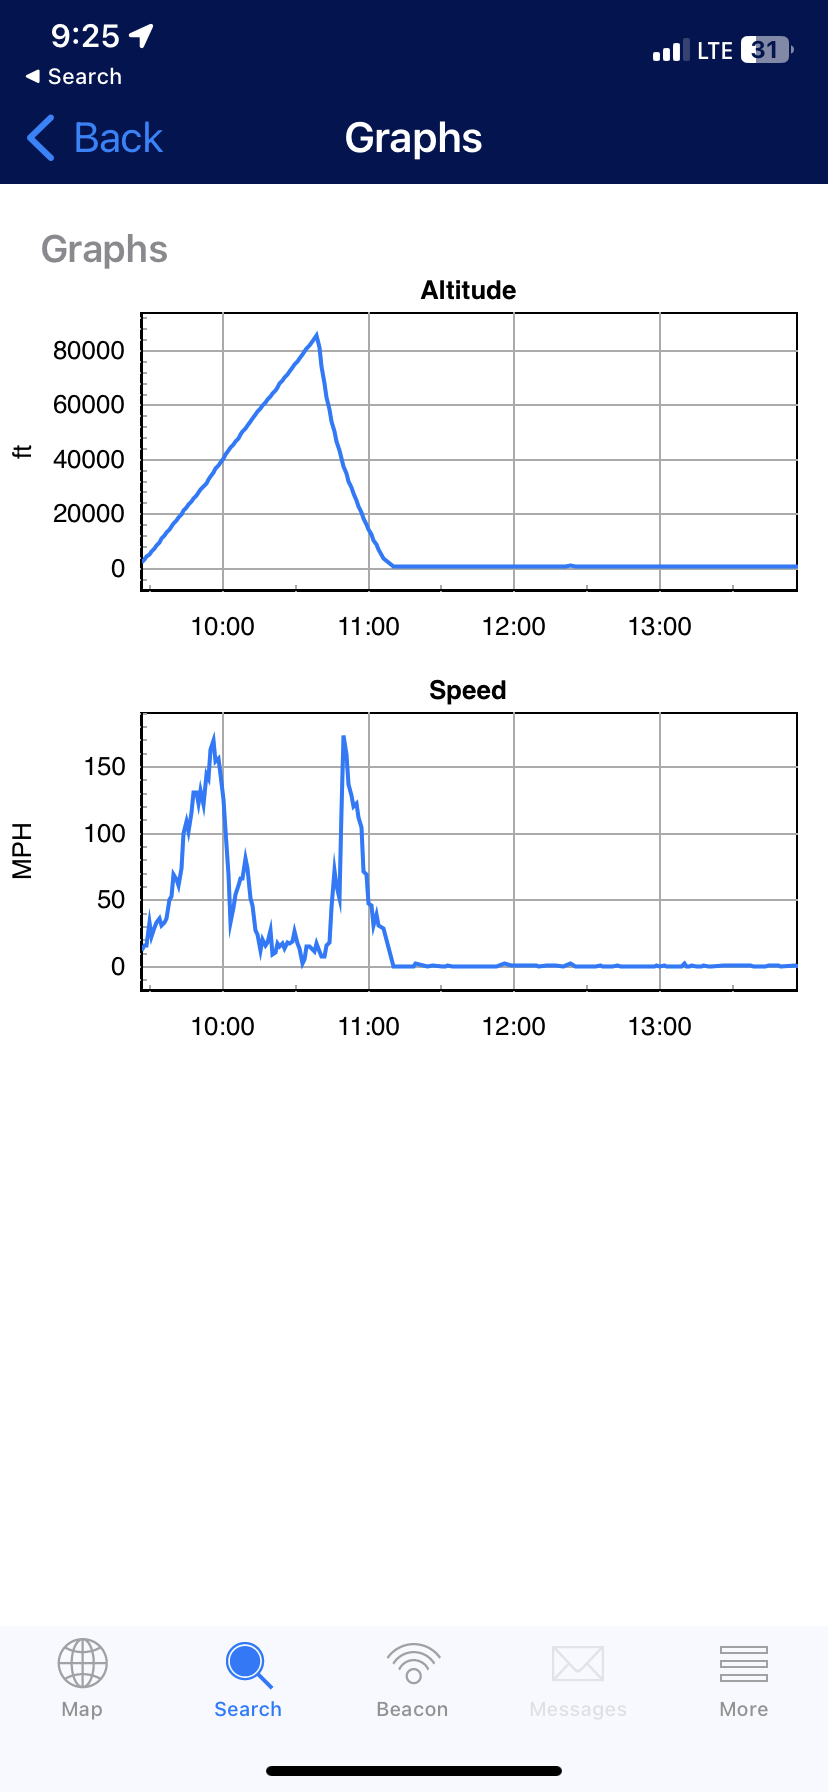 9:25
LTE 31
◀ Search
Back
Graphs
Graphs
Altitude
80000
60000
40000
20000
0
ft
10:00 11:00 12:00 13:00
Speed
150
100
50
0
MPH
10:00 11:00 12:00 13:00
Map Search Beacon Messages More